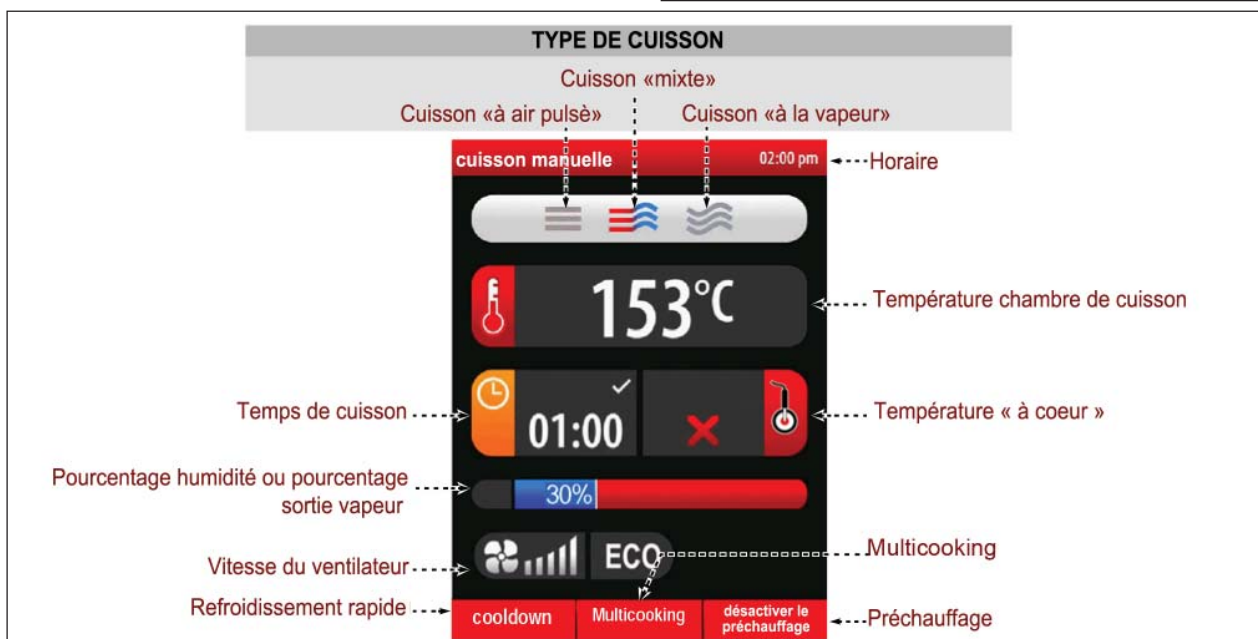 TYPE DE CUISSON
Cuisson «mixte»
Cuisson «à air pulsè»
Cuisson «à la vapeur»
cuisson manuelle
02:00 pm
Horaire
153°C
Température chambre de cuisson
Temps de cuisson
01:00
Température « à coeur »
Pourcentage humidité ou pourcentage
sortie vapeur
30%
Vitesse du ventilateur
ECO
Multicooking
Refroidissement rapide
cooldown
Multicooking
désactiver le
préchauffage
Préchauffage